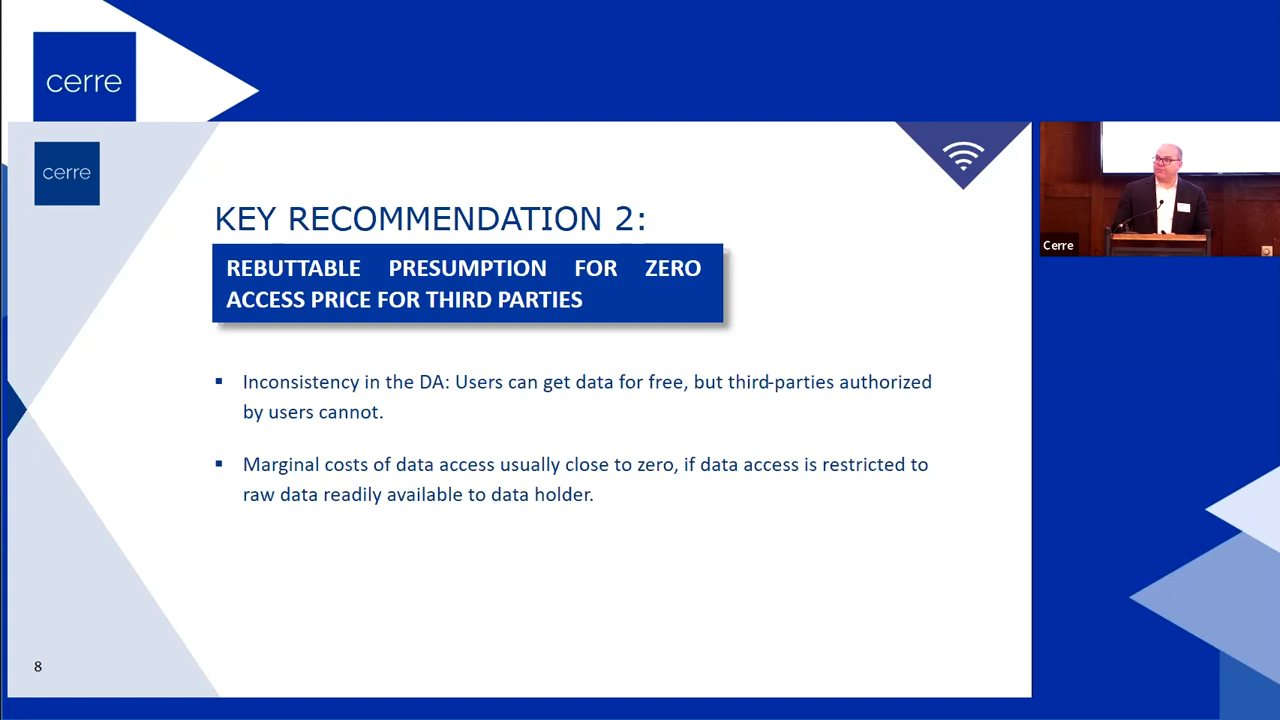 cerre
cerre
KEY RECOMMENDATION 2:
REBUTTABLE PRESUMPTION FOR ZERO
ACCESS PRICE FOR THIRD PARTIES
▪ Inconsistency in the DA: Users can get data for free, but third-parties authorized
by users cannot.
▪ Marginal costs of data access usually close to zero, if data access is restricted to
raw data readily available to data holder.
8
Cerre